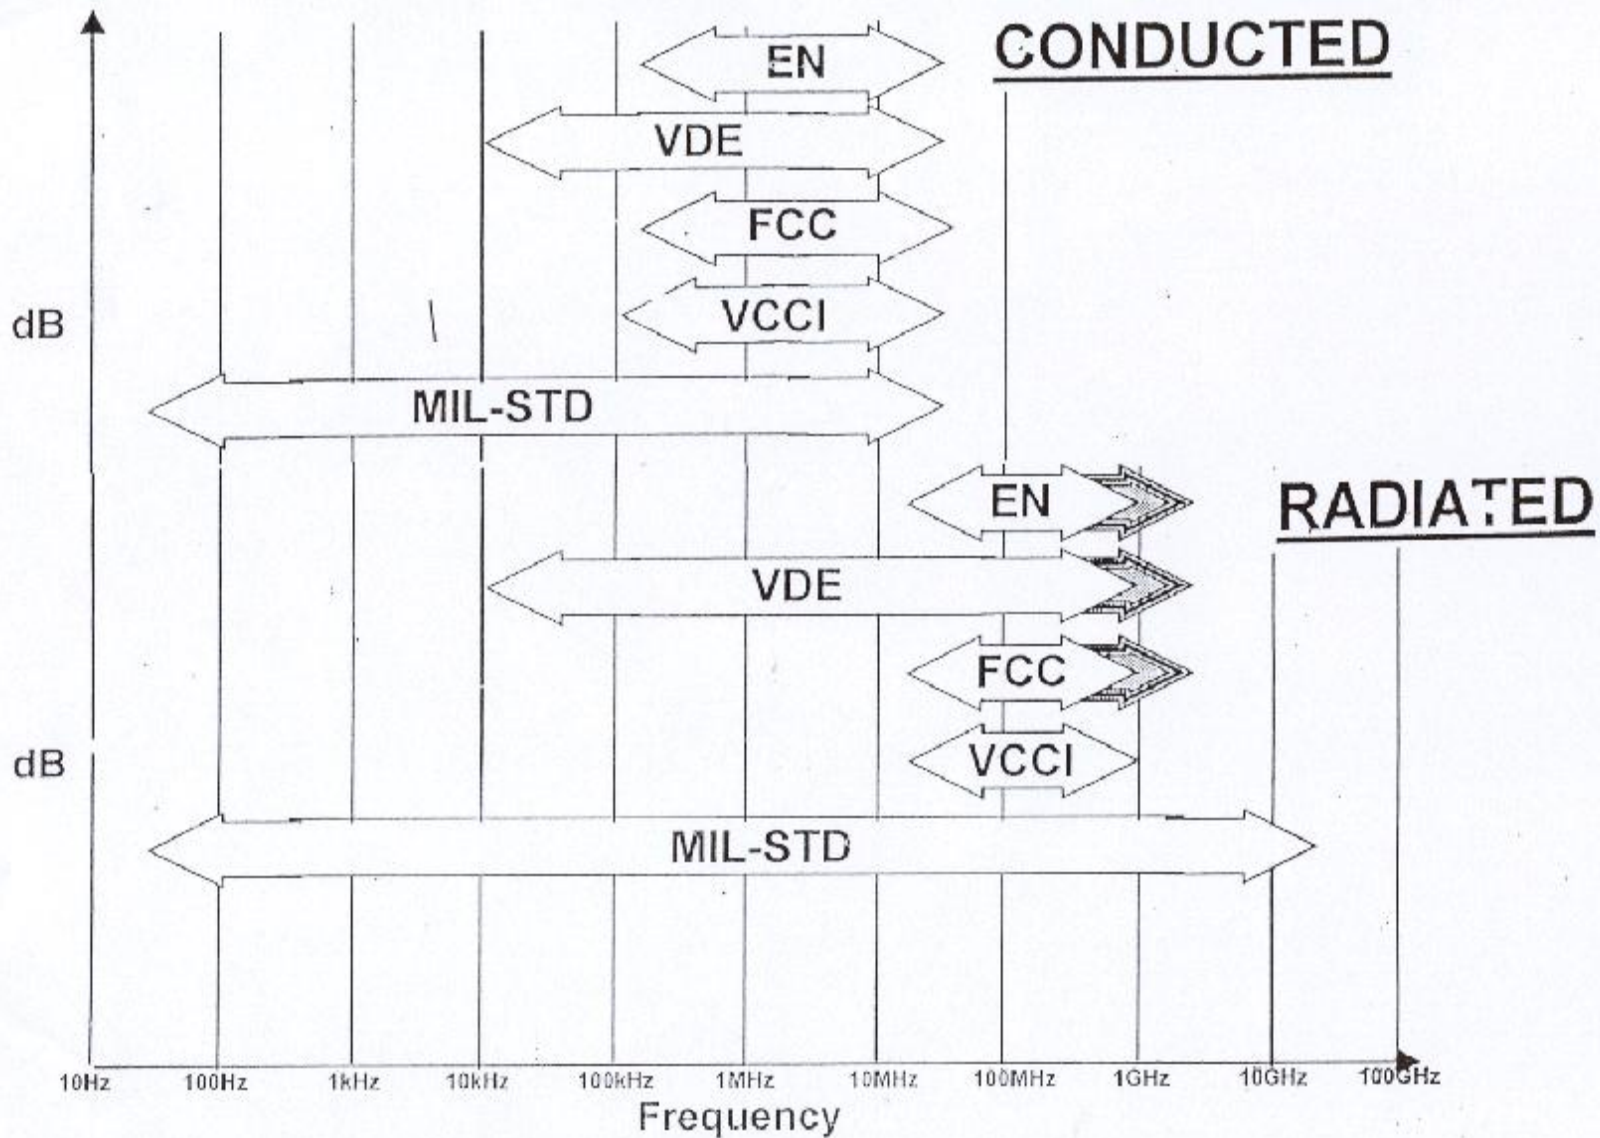 CONDUCTED
EN
VDE
FCC
VCCI
dB
MIL-STD
EN
RADIATED
VDE
FCC
VCCI
dB
MIL-STD
10Hz 100Hz 1kHz 10kHz 100kHz 1MHz 10MHz 100MHz 1GHz 10GHz 100GHz
Frequency